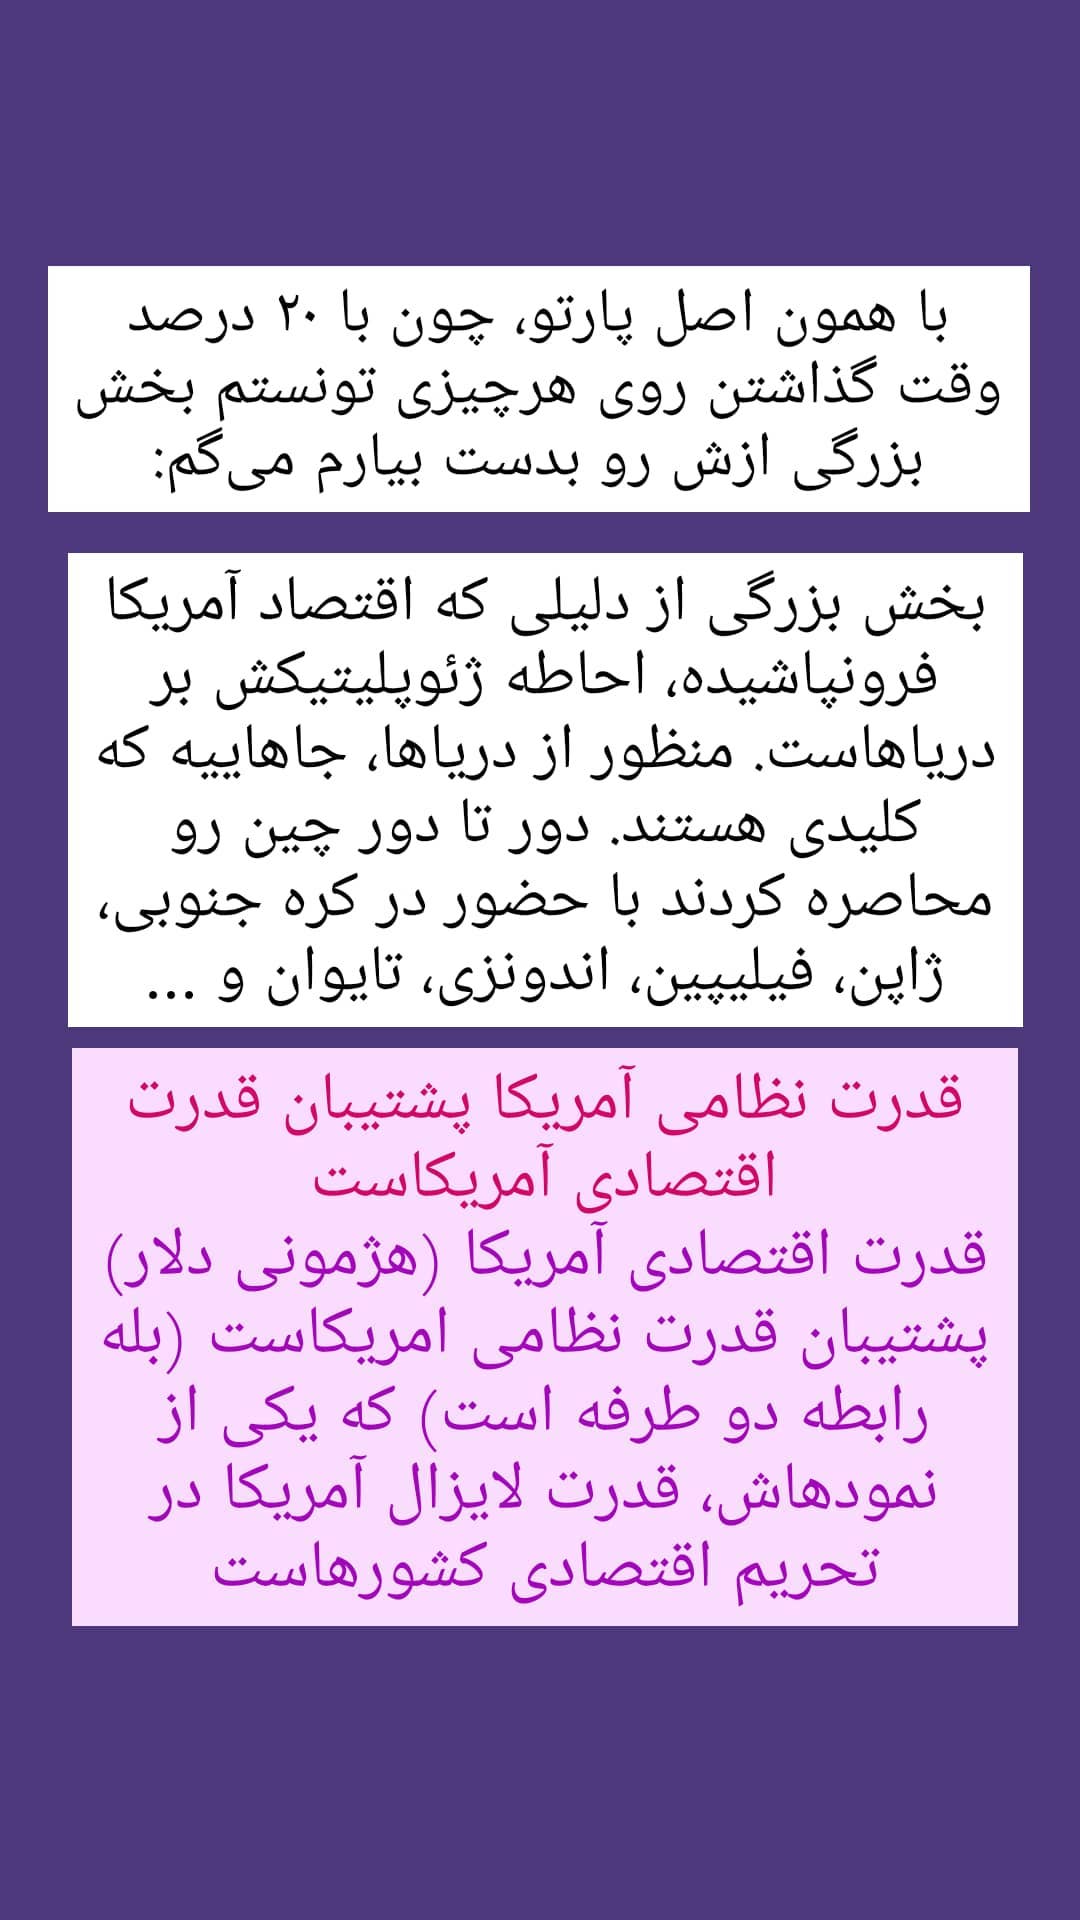 با همون اصل پارتو، چون با ۲۰ درصد
وقت گذاشتن روی هرچیزی تونستم بخش
بزرگی ازش رو بدست بیارم می‌گم:
بخش بزرگی از دلیلی که اقتصاد آمریکا
فرونپاشیده، احاطه ژئوپلیتیکش بر
دریاهاست. منظور از دریاها، جاهاییه که
کلیدی هستند. دور تا دور چین رو
محاصره کردند با حضور در کره جنوبی،
ژاپن، فیلیپین، اندونزی، تایوان و ...
قدرت نظامی آمریکا پشتیبان قدرت
اقتصادی آمریکاست
قدرت اقتصادی آمریکا (هژمونی دلار)
پشتیبان قدرت نظامی امریکاست (بله
رابطه دو طرفه است) که یکی از
نمودهاش، قدرت لایزال آمریکا در
تحریم اقتصادی کشورهاست